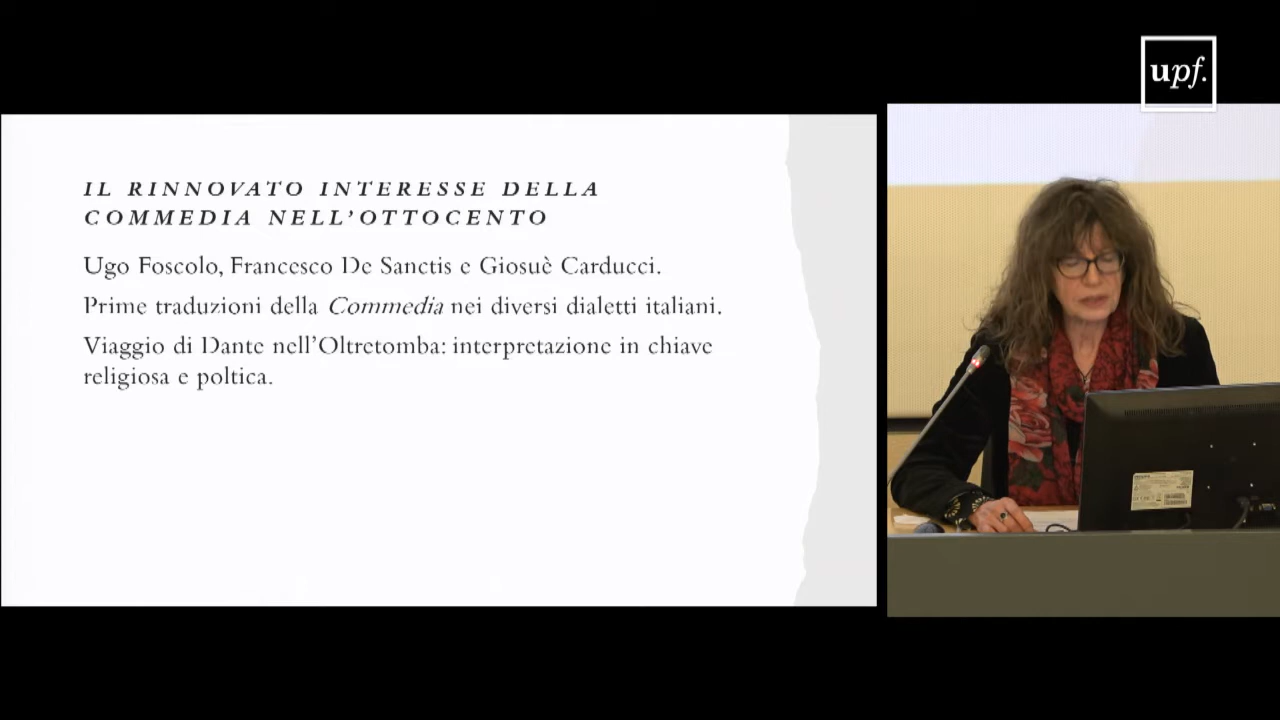 upf.
IL RINNOVATO INTERESSE DELLA
COMMEDIA NELL’OTTOCENTO
Ugo Foscolo, Francesco De Sanctis e Giosuè Carducci.
Prime traduzioni della Commedia nei diversi dialetti italiani.
Viaggio di Dante nell’Oltretomba: interpretazione in chiave
religiosa e poltica.